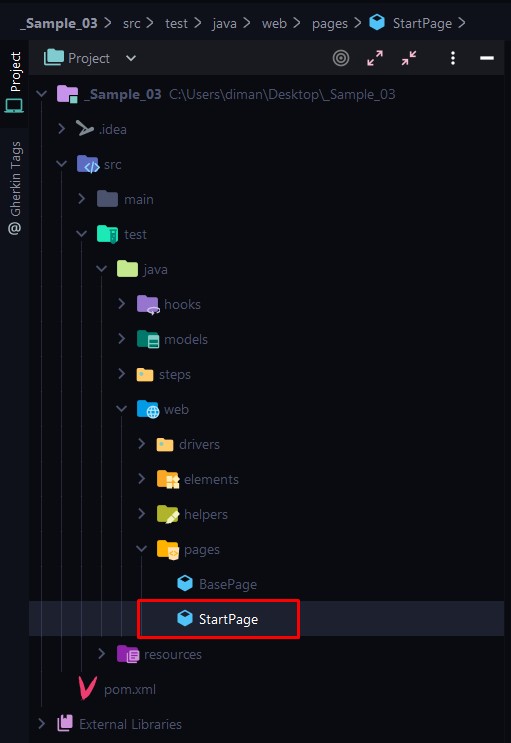 _Sample_03 > src > test > java > web > pages > StartPage >
Project
@ Gherkin Tags
Project
_Sample_03 C:\Users\diman\Desktop\_Sample_03
.idea
src
main
test
java
hooks
models
steps
web
drivers
elements
helpers
pages
BasePage
StartPage
resources
pom.xml
External Libraries